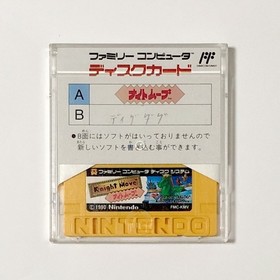 ファミリー コンピュータ
ディスクカード
A ナイトムーブ
B ディグダグ
•B面にはソフトがはいっておりませんので
新しいソフトを書き込む事ができます。
ファミリー コンピュータ ディスク システム
Knight Move
© 1990 Nintendo
FMC-KMV
NINTENDO